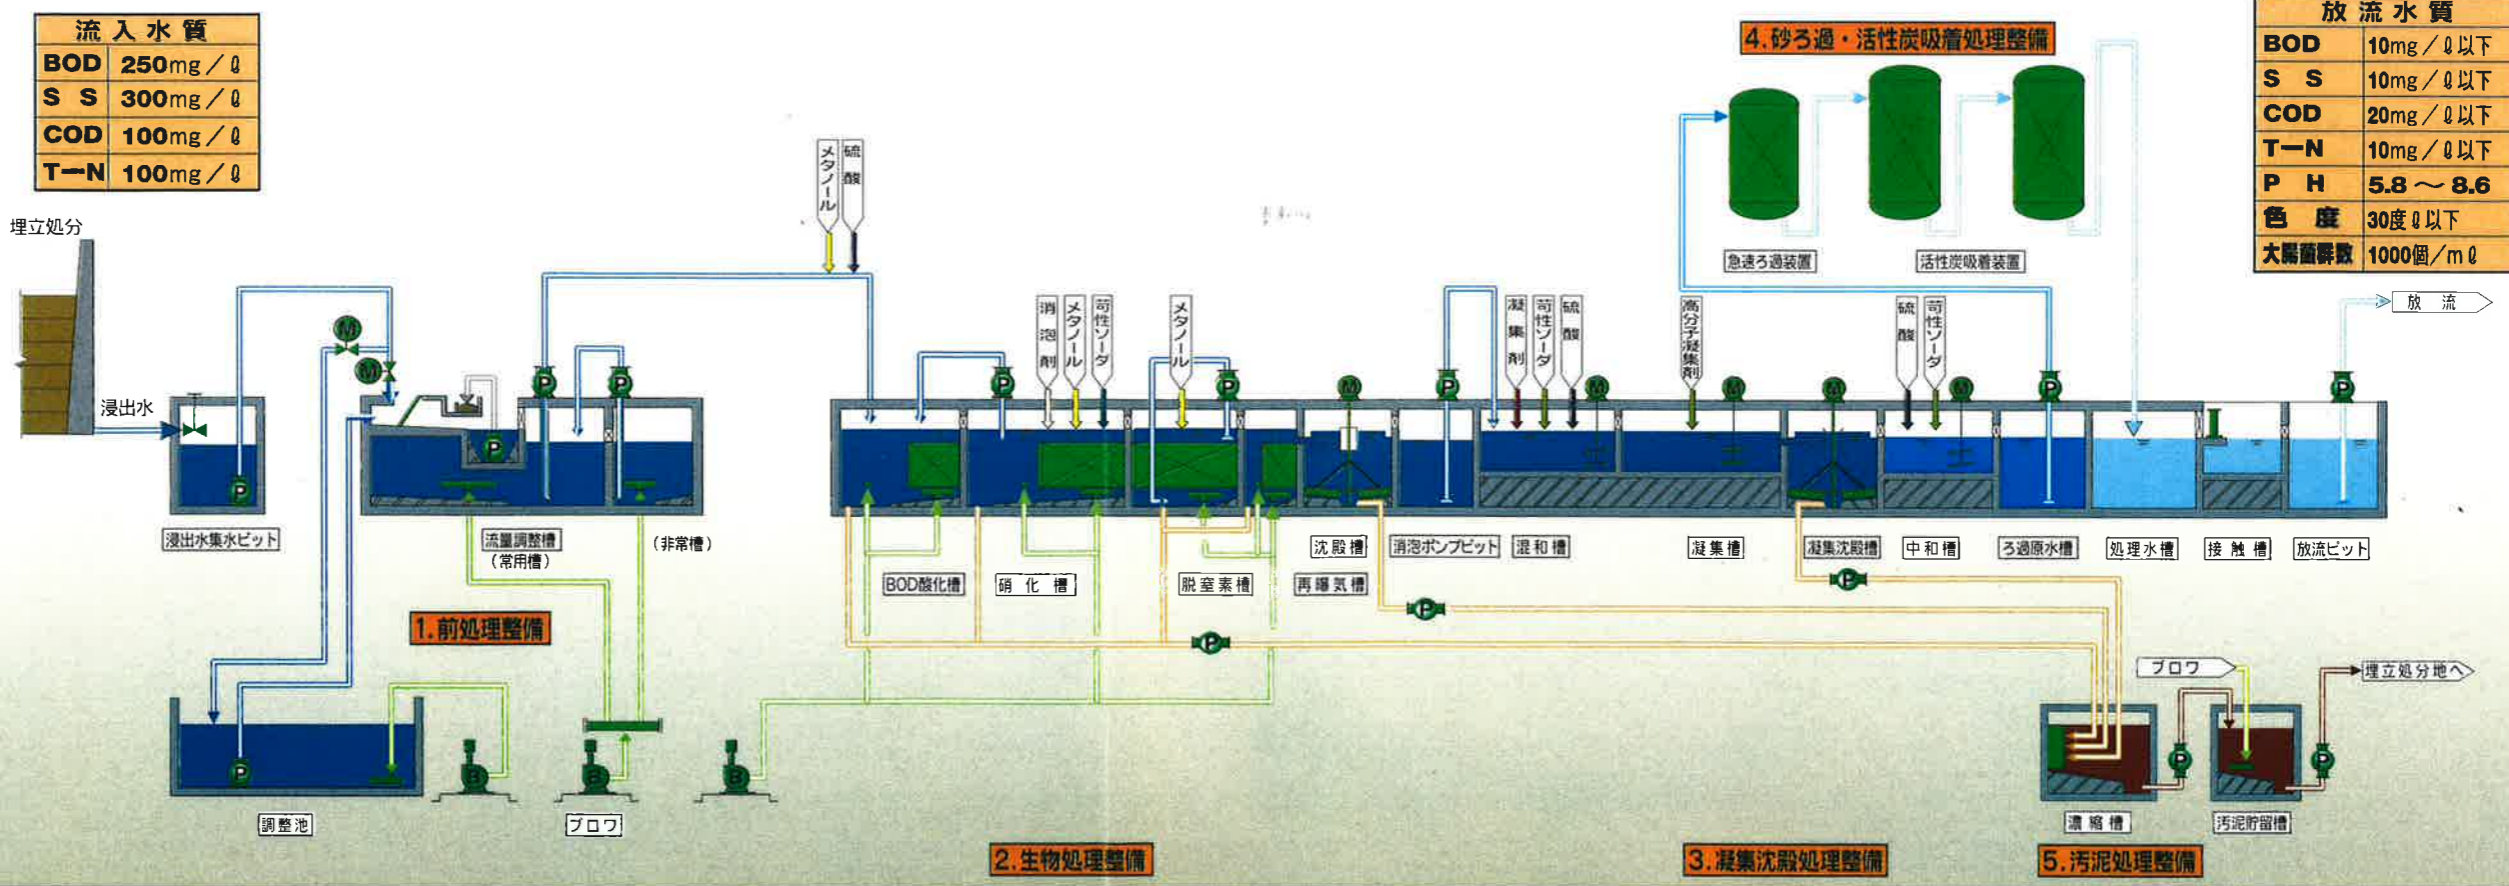 流入水質
BOD 250mg/ℓ
S S 300mg/ℓ
COD 100mg/ℓ
T−N 100mg/ℓ
放流水質
BOD 10mg/ℓ以下
S S 10mg/ℓ以下
COD 20mg/ℓ以下
T−N 10mg/ℓ以下
P H 5.8〜8.6
色度 30度ℓ以下
大腸菌群数 1000個/mℓ
4.砂ろ過・活性炭吸着処理整備
急速ろ過装置
活性炭吸着装置
放流
埋立処分
浸出水
メタノール
硫酸
消泡剤
メタノール
苛性ソーダ
メタノール
凝集剤
苛性ソーダ
硫酸
高分子凝集剤
硫酸
苛性ソーダ
M
M
P
P
P
P
M
P
M
M
M
M
P
P
P
P
浸出水集水ピット
流量調整槽
(常用槽)
(非常槽)
BOD酸化槽
硝化槽
脱窒素槽
沈殿槽
再曝気槽
消泡ポンプピット
混和槽
凝集槽
凝集沈殿槽
中和槽
ろ過原水槽
処理水槽
接触槽
放流ピット
P
P
P
1.前処理整備
ブロワ
埋立処分地へ
P
B
B
B
P
P
調整池
ブロワ
濃縮槽
汚泥貯留槽
2.生物処理整備
3.凝集沈殿処理整備
5.汚泥処理整備